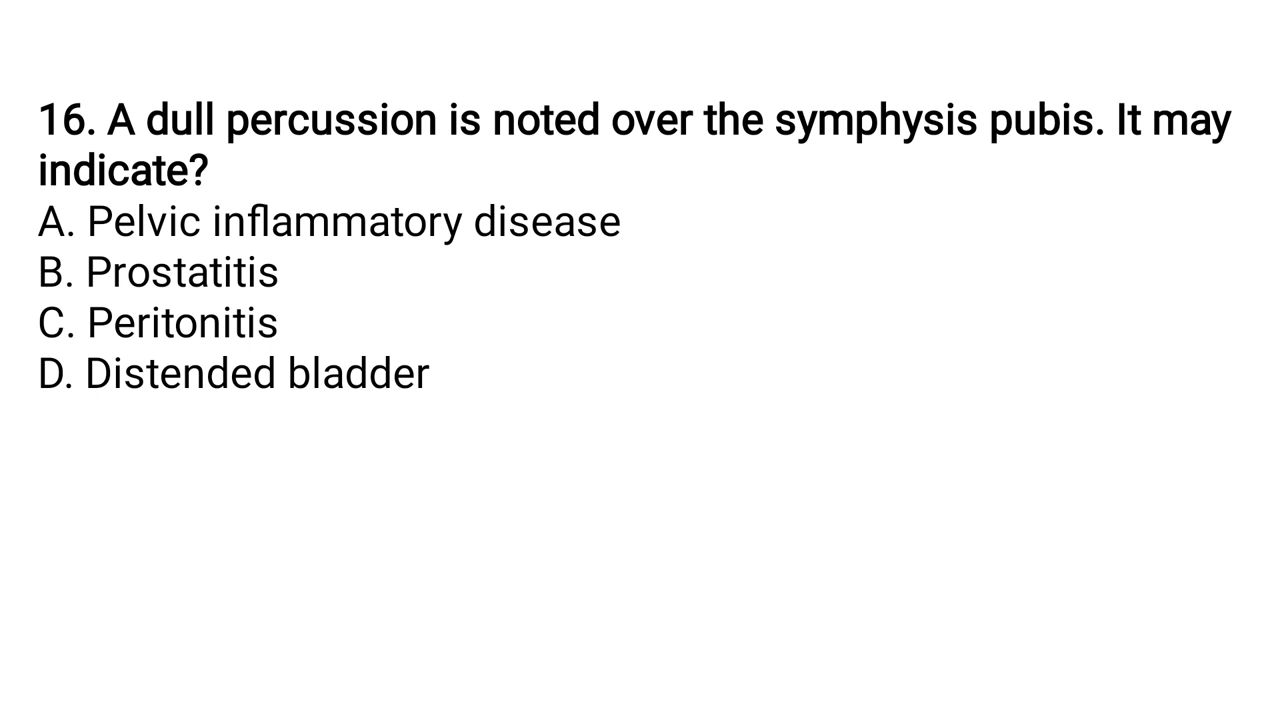 16. A dull percussion is noted over the symphysis pubis. It may
indicate?
A. Pelvic inflammatory disease
B. Prostatitis
C. Peritonitis
D. Distended bladder